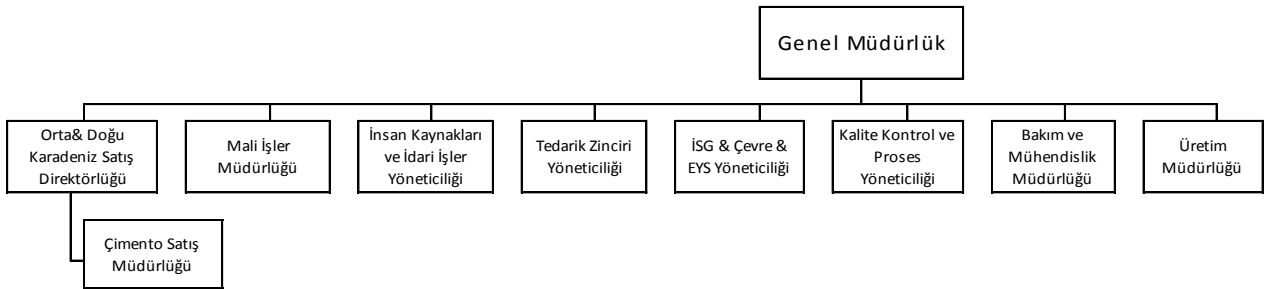 Genel Müdürlük
Orta& Doğu
Karadeniz Satış
Direktörlüğü
Mali İşler
Müdürlüğü
İnsan Kaynakları
ve İdari İşler
Yöneticiliği
Tedarik Zinciri
Yöneticiliği
İSG & Çevre &
EYS Yöneticiliği
Kalite Kontrol ve
Proses
Yöneticiliği
Bakım ve
Mühendislik
Müdürlüğü
Üretim
Müdürlüğü
Çimento Satış
Müdürlüğü